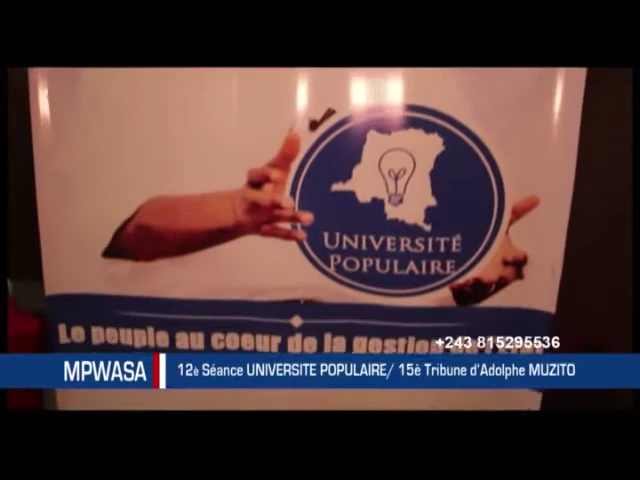 UNIVERSITÉ
POPULAIRE
Le peuple au coeur de la gestion
+243 815295536
MPWASA
12è Séance UNIVERSITE POPULAIRE/ 15è Tribune d'Adolphe MUZITO